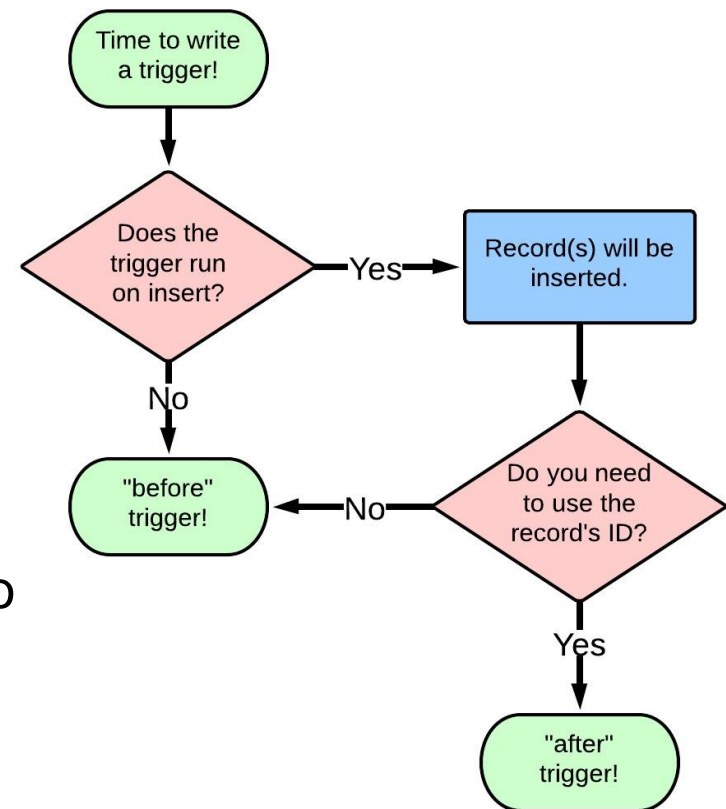 Time to write
a trigger!
Does the
trigger run
on insert?
Yes
Record(s) will be
inserted.
No
"before"
trigger!
No
Do you need
to use the
record's ID?
Yes
"after"
trigger!